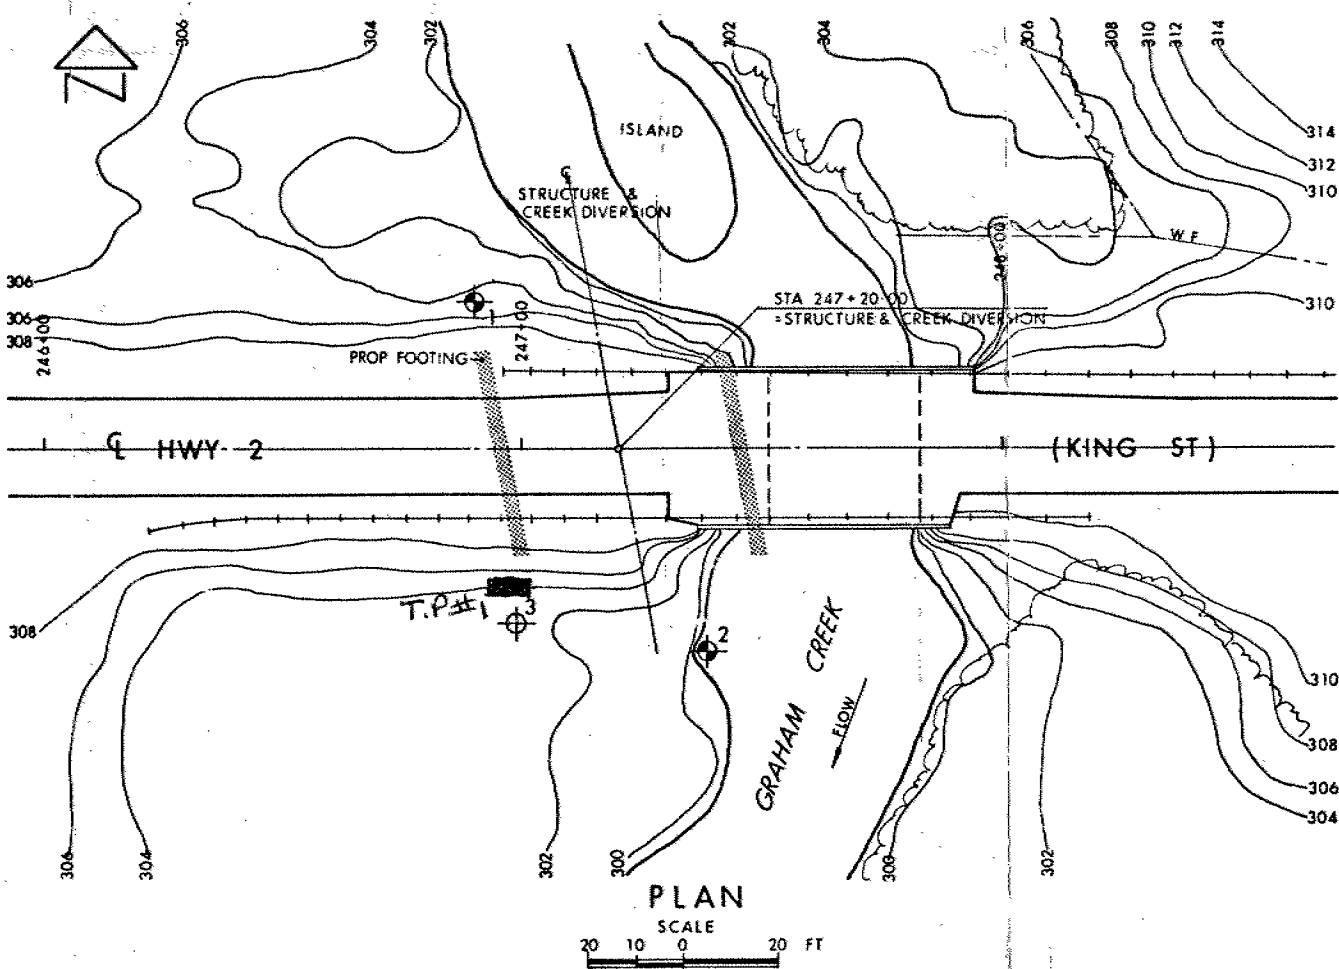 306
304
302
302
304
306
308
310
312
314
N
ISLAND
314
312
310
℄
STRUCTURE &
CREEK DIVERSION
W F
248+00
306
306
308
246+00
1
247+00
STA 247+20.00
=STRUCTURE & CREEK DIVERSION
310
PROP FOOTING
℄ HWY 2
(KING ST)
T.P.#1
3
2
308
GRAHAM CREEK
FLOW
310
308
306
304
306
304
302
300
300
302
PLAN
SCALE
20 10 0 20 FT